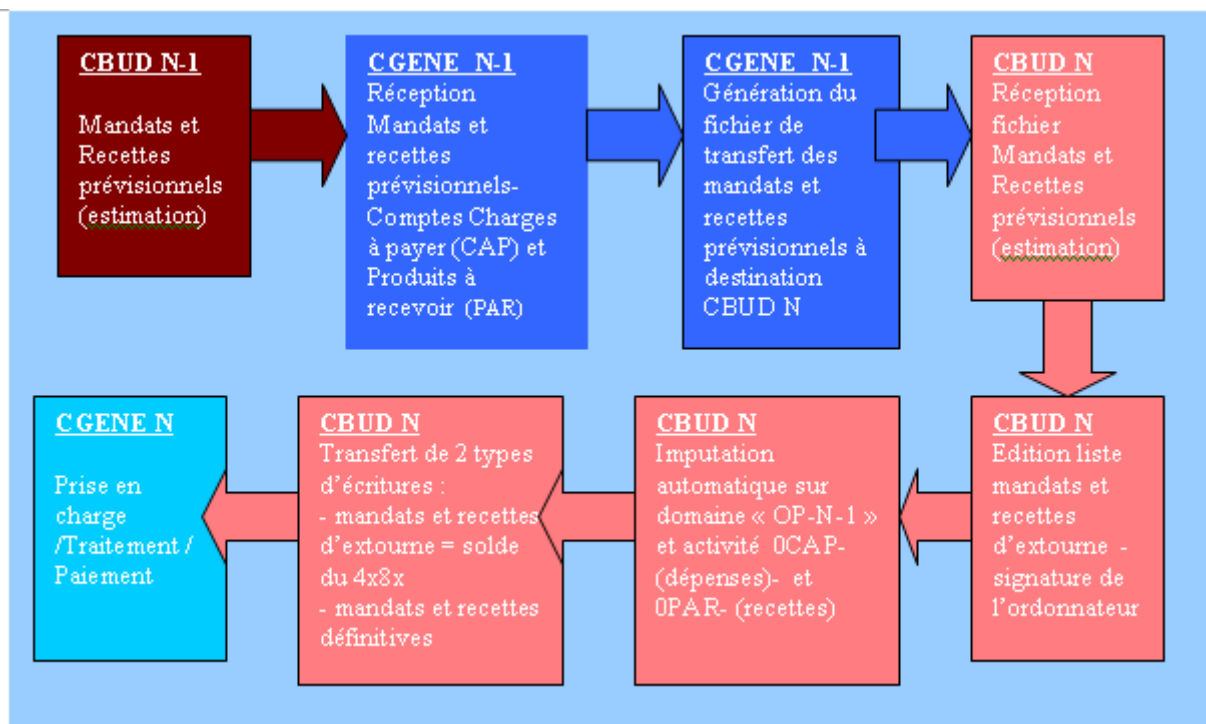 CBUD N-1
Mandats et
Recettes
prévisionnels
(estimation)
CGENE N-1
Réception
Mandats et
recettes
prévisionnels-
Comptes Charges
à payer (CAP) et
Produits à
recevoir (PAR)
CGENE N-1
Génération du
fichier de
transfert des
mandats et
recettes
prévisionnels à
destination
CBUD N
CBUD N
Réception
fichier
Mandats et
Recettes
prévisionnels
(estimation)
CBUD N
Edition liste
mandats et
recettes
d'extourne -
signature de
l'ordonnateur
CBUD N
Imputation
automatique sur
domaine « OP-N-1 »
et activité 0CAP-
(dépenses)- et
0PAR- (recettes)
CBUD N
Transfert de 2 types
d'écritures :
- mandats et recettes
d'extourne = solde
du 4x8x
- mandats et recettes
définitives
CGENE N
Prise en
charge
/Traitement /
Paiement